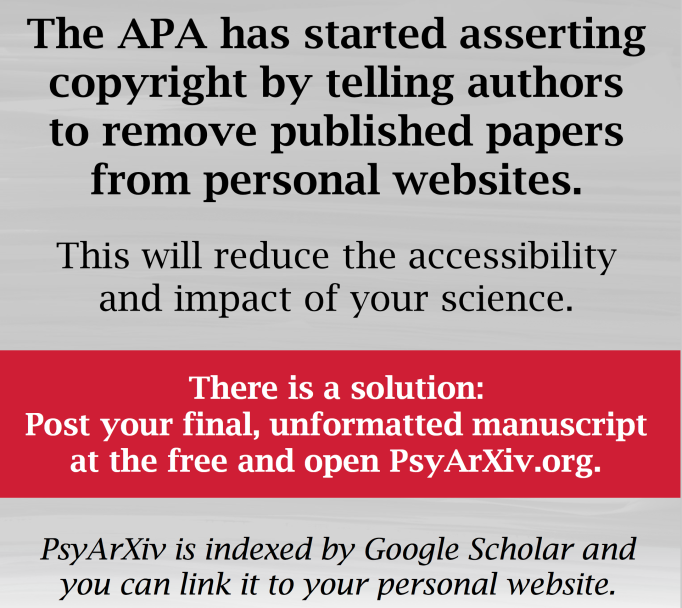 The APA has started asserting
copyright by telling authors
to remove published papers
from personal websites.
This will reduce the accessibility
and impact of your science.
There is a solution:
Post your final, unformatted manuscript
at the free and open PsyArXiv.org.
PsyArXiv is indexed by Google Scholar and
you can link it to your personal website.